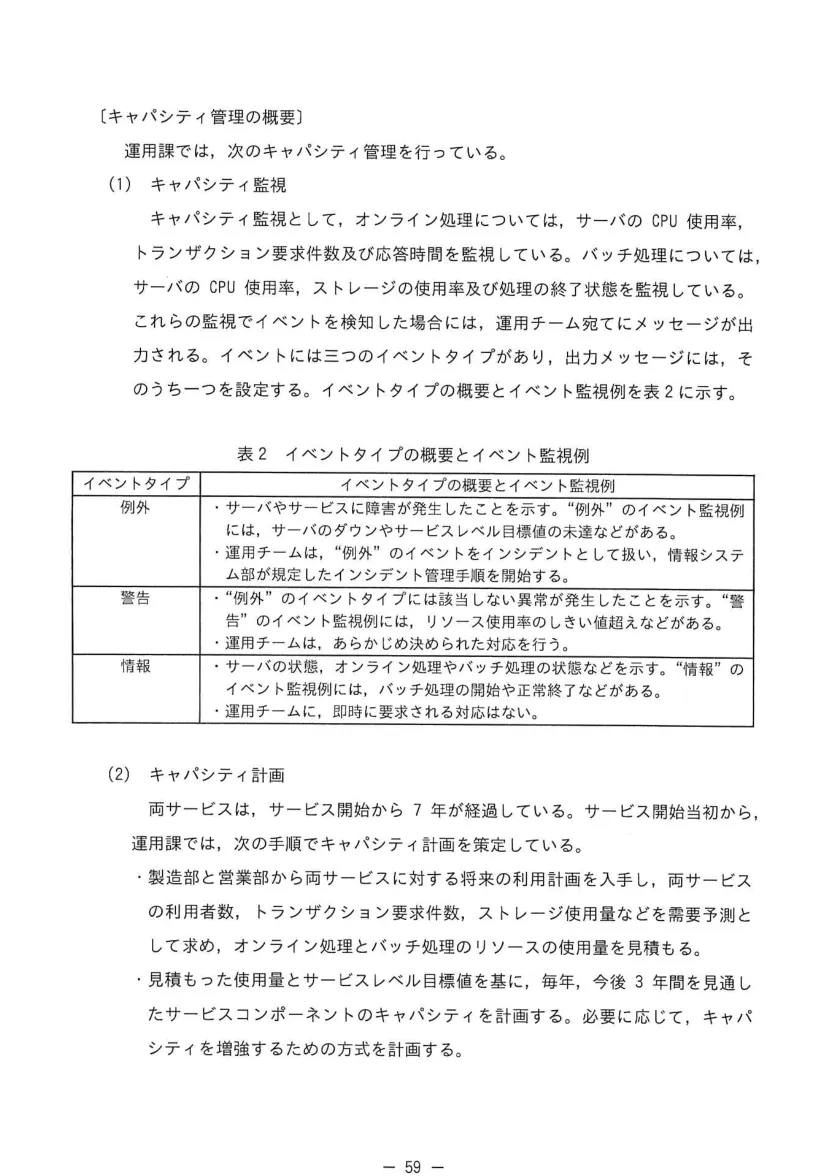 〔キャパシティ管理の概要〕
運用課では，次のキャパシティ管理を行っている。
(1) キャパシティ監視
キャパシティ監視として，オンライン処理については，サーバの CPU 使用率，
トランザクション要求件数及び応答時間を監視している。バッチ処理については，
サーバの CPU 使用率，ストレージの使用率及び処理の終了状態を監視している。
これらの監視でイベントを検知した場合には，運用チーム宛てにメッセージが出
力される。イベントには三つのイベントタイプがあり，出力メッセージには，そ
のうち一つを設定する。イベントタイプの概要とイベント監視例を表2に示す。
表2 イベントタイプの概要とイベント監視例
イベントタイプ イベントタイプの概要とイベント監視例
例外 ・サーバやサービスに障害が発生したことを示す。“例外”のイベント監視例
には，サーバのダウンやサービスレベル目標値の未達などがある。
・運用チームは，“例外”のイベントをインシデントとして扱い，情報システ
ム部が規定したインシデント管理手順を開始する。
警告 ・“例外”のイベントタイプには該当しない異常が発生したことを示す。“警
告”のイベント監視例には，リソース使用率のしきい値超えなどがある。
・運用チームは，あらかじめ決められた対応を行う。
情報 ・サーバの状態，オンライン処理やバッチ処理の状態などを示す。“情報”の
イベント監視例には，バッチ処理の開始や正常終了などがある。
・運用チームに，即時に要求される対応はない。
(2) キャパシティ計画
両サービスは，サービス開始から 7 年が経過している。サービス開始当初から，
運用課では，次の手順でキャパシティ計画を策定している。
・製造部と営業部から両サービスに対する将来の利用計画を入手し，両サービス
の利用者数，トランザクション要求件数，ストレージ使用量などを需要予測と
して求め，オンライン処理とバッチ処理のリソースの使用量を見積もる。
・見積もった使用量とサービスレベル目標値を基に，毎年，今後 3 年間を見通し
たサービスコンポーネントのキャパシティを計画する。必要に応じて，キャパ
シティを増強するための方式を計画する。
－ 59 －